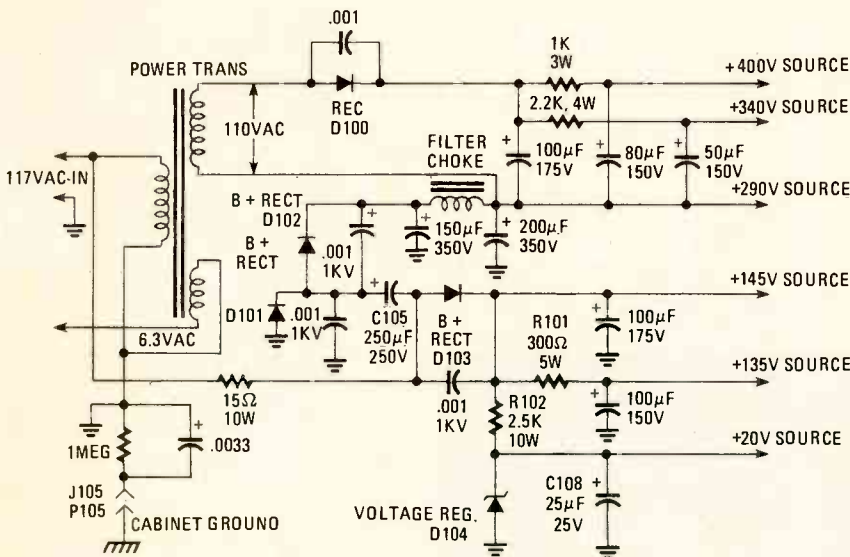 .001
POWER TRANS
REC
D100
110VAC
1K
3W
2.2K, 4W
+400V SOURCE
+340V SOURCE
FILTER
CHOKE
100µF
175V
80µF
150V
50µF
150V
+290V SOURCE
117VAC-IN
B + RECT
D102
B +
RECT
.001
1KV
150µF
350V
200µF
350V
+145V SOURCE
D101
.001
1KV
C105
250µF
250V
B +
RECT
D103
R101
300Ω
5W
100µF
175V
6.3VAC
+135V SOURCE
15Ω
10W
.001
1KV
R102
2.5K
10W
100µF
150V
+20V SOURCE
1MEG
.0033
J105
P105
CABINET GROUND
VOLTAGE REG.
D104
C108
25µF
25V